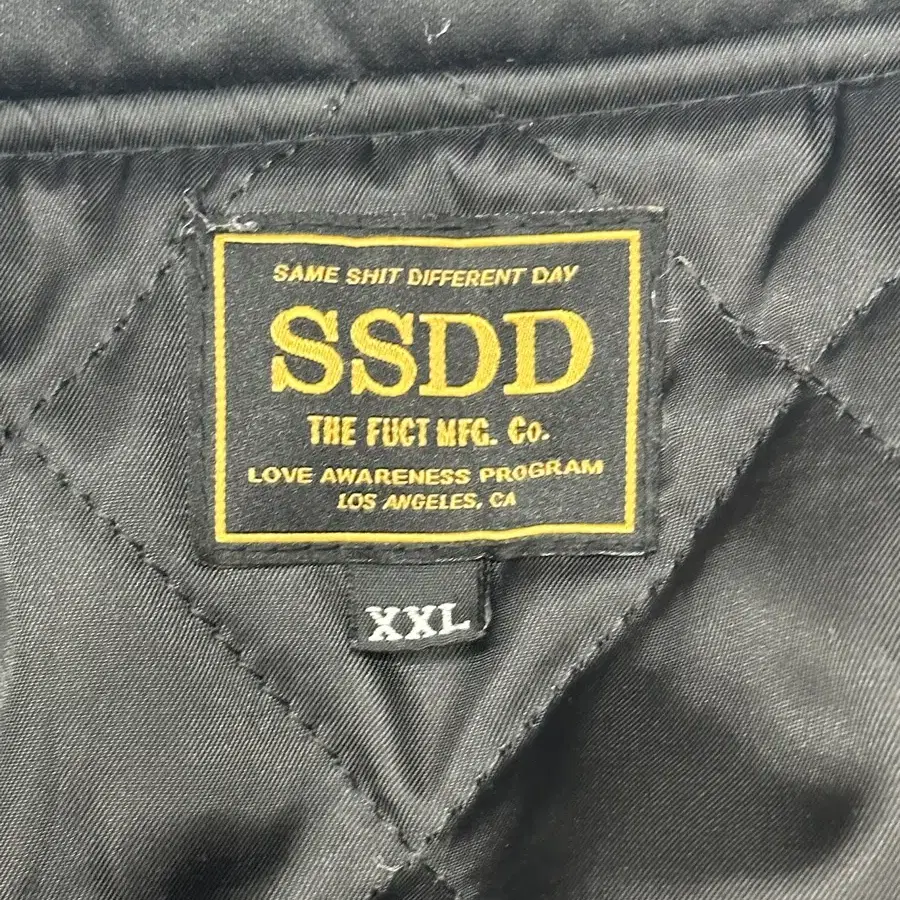 SAME SHIT DIFFERENT DAY
SSDD
THE FUCT MFG. Co.
LOVE AWARENESS PROGRAM
LOS ANGELES, CA
XXL